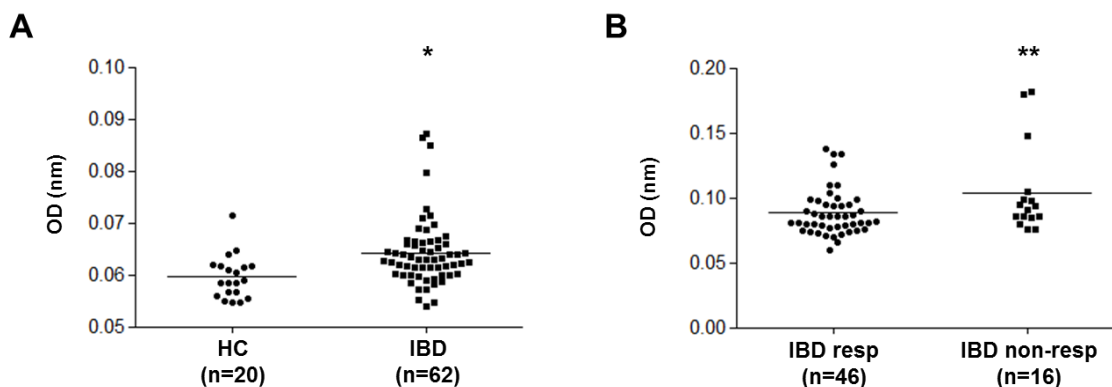 A
*
OD (nm)
0.10
0.09
0.08
0.07
0.06
0.05
HC
(n=20)
IBD
(n=62)
B
**
OD (nm)
0.20
0.15
0.10
0.05
0.00
IBD resp
(n=46)
IBD non-resp
(n=16)